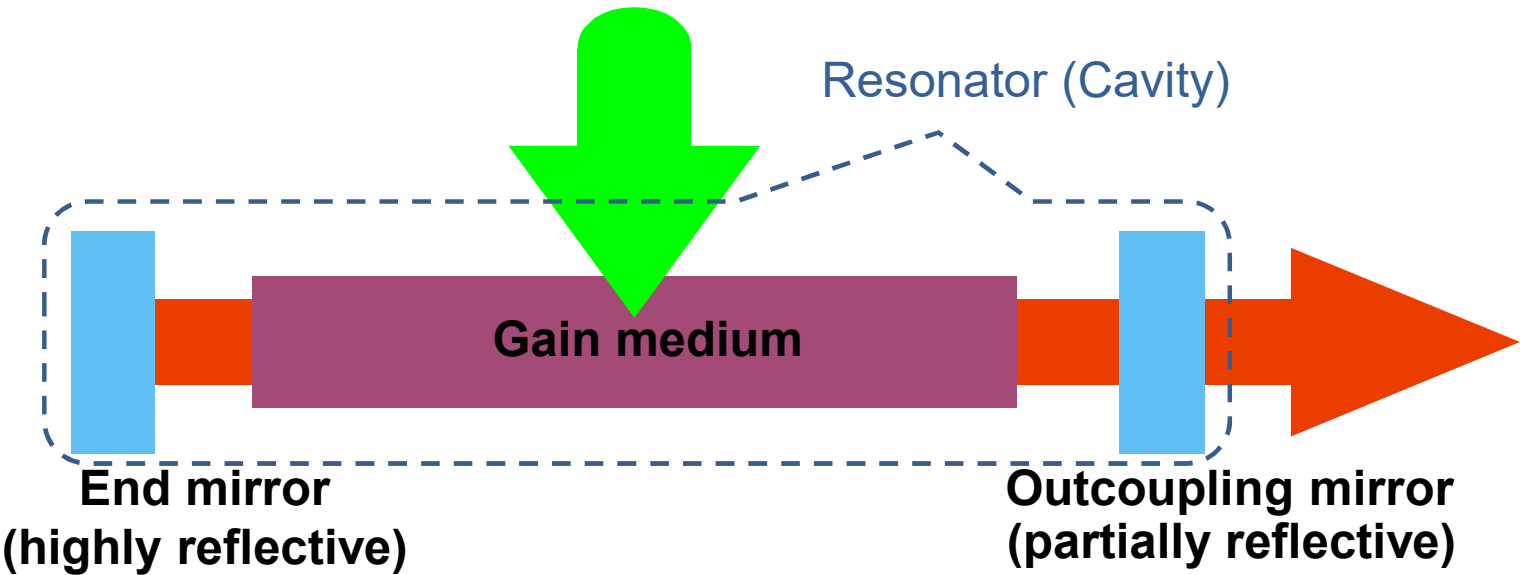 Resonator (Cavity)
Gain medium
End mirror
(highly reflective)
Outcoupling mirror
(partially reflective)